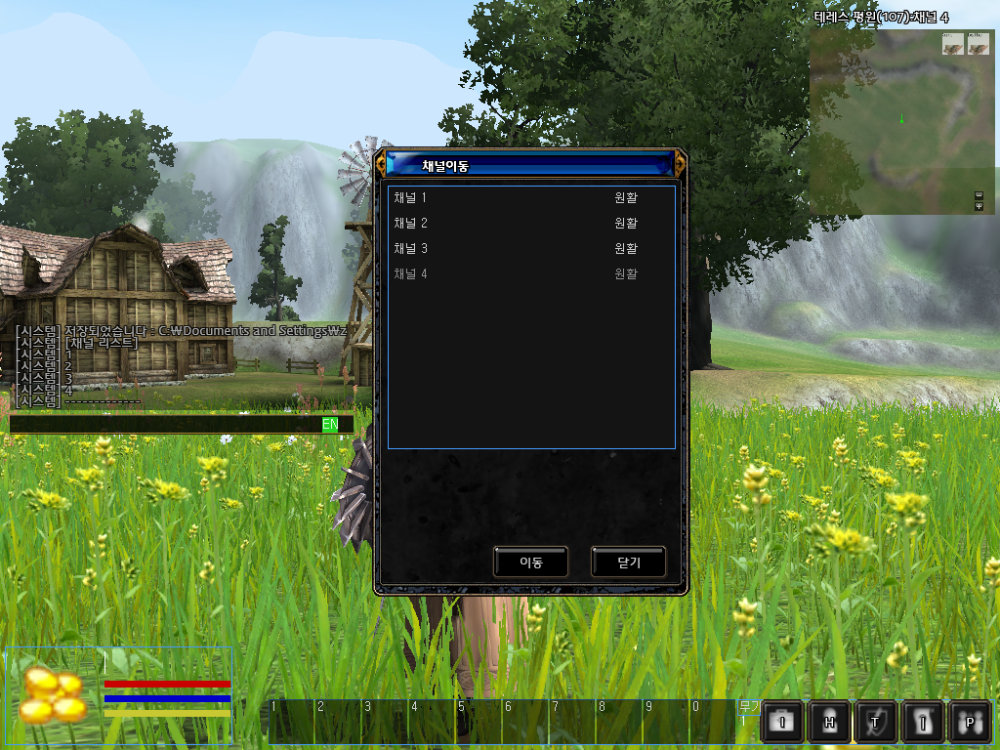 테레스 평원(107)-채널 4
채널이동
채널 1 원활
채널 2 원활
채널 3 원활
채널 4 원활
[시스템] 저장되었습니다 : C:₩Documents and Settings₩z
[시스템] [채널 리스트]
[시스템] 1
[시스템] 2
[시스템] 3
[시스템] 4
[시스템] -------------
EN
이동 닫기
1 2 3 4 5 6 7 8 9 0
I H T I P